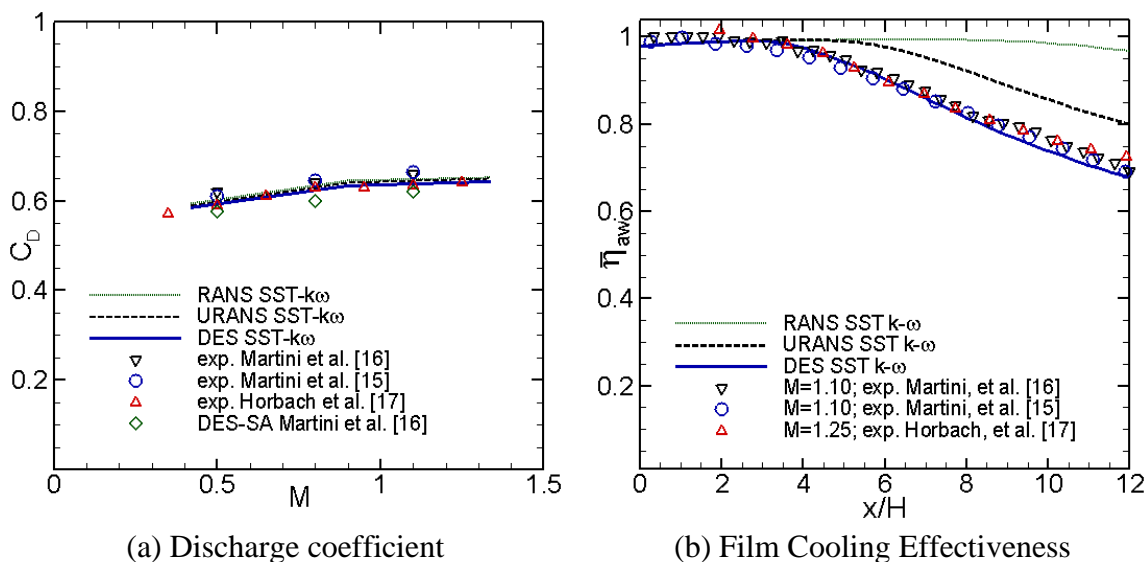 1
0.8
0.6
0.4
0.2
0
C_D
0 0.5 1 1.5
M
RANS SST-kω
URANS SST-kω
DES SST-kω
exp. Martini et al. [16]
exp. Martini et al. [15]
exp. Horbach et al. [17]
DES-SA Martini et al. [16]
(a) Discharge coefficient
1
0.8
0.6
0.4
0.2
η̅_aw
0 2 4 6 8 10 12
x/H
RANS SST k-ω
URANS SST k-ω
DES SST k-ω
M=1.10; exp. Martini, et al. [16]
M=1.10; exp. Martini, et al. [15]
M=1.25; exp. Horbach, et al. [17]
(b) Film Cooling Effectiveness